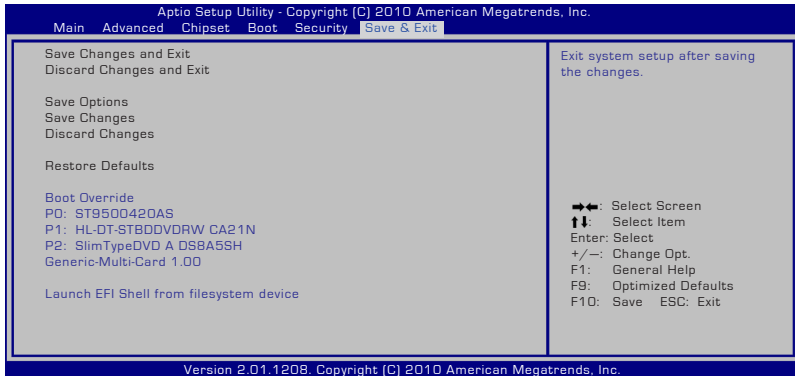 Aptio Setup Utility - Copyright (C) 2010 American Megatrends, Inc.
Main Advanced Chipset Boot Security Save & Exit
Save Changes and Exit
Discard Changes and Exit
Save Options
Save Changes
Discard Changes
Restore Defaults
Boot Override
P0: ST9500420AS
P1: HL-DT-STBDDVDRW CA21N
P2: SlimTypeDVD A DS8A5SH
Generic-Multi-Card 1.00
Launch EFI Shell from filesystem device
Exit system setup after saving
the changes.
➡⬅: Select Screen
⬆⬇: Select Item
Enter: Select
+/—: Change Opt.
F1: General Help
F9: Optimized Defaults
F10: Save ESC: Exit
Version 2.01.1208. Copyright (C) 2010 American Megatrends, Inc.